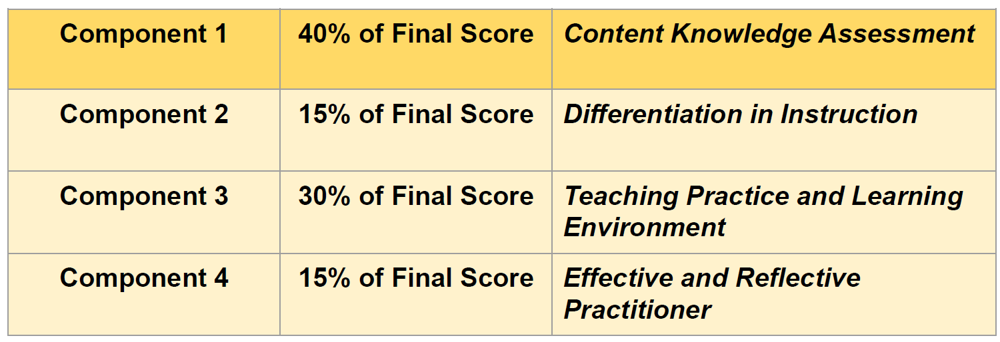 Component 1
40% of Final Score
Content Knowledge Assessment
Component 2
15% of Final Score
Differentiation in Instruction
Component 3
30% of Final Score
Teaching Practice and Learning
Environment
Component 4
15% of Final Score
Effective and Reflective
Practitioner